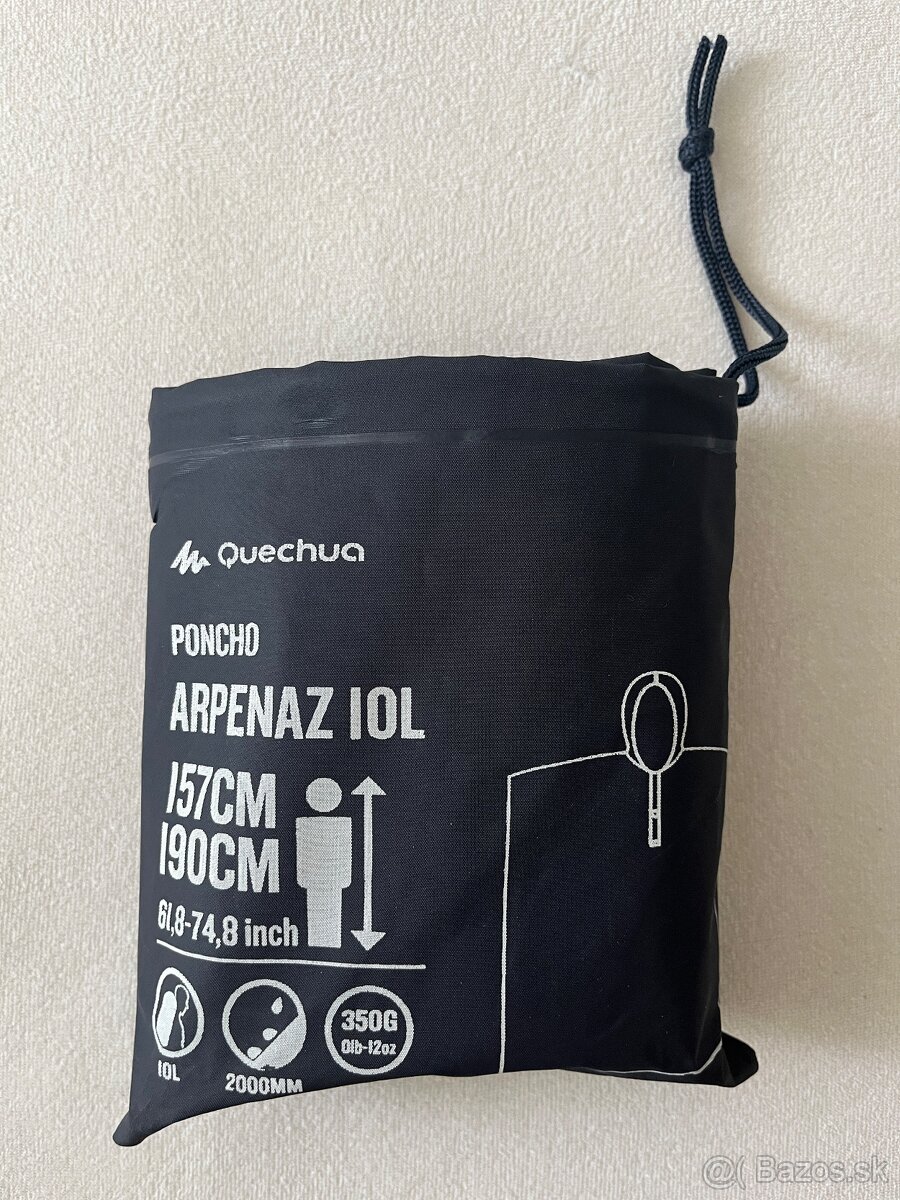 Quechua
PONCHO
ARPENAZ 10L
157CM
190CM
61,8-74,8 inch
350G
0lb-12oz
10L
2000MM
@( Bazos.sk